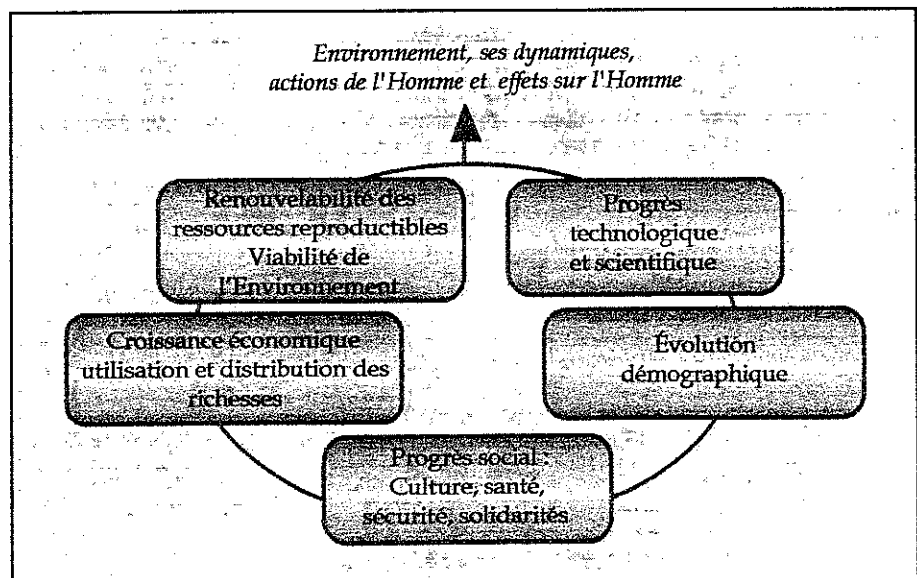 Environnement, ses dynamiques,
actions de l'Homme et effets sur l'Homme
Renouvelabilité des
ressources reproductibles
Viabilité de
l'Environnement
Progrès
technologique
et scientifique
Croissance économique
utilisation et distribution des
richesses
Évolution
démographique
Progrès social :
Culture, santé,
sécurité, solidarités